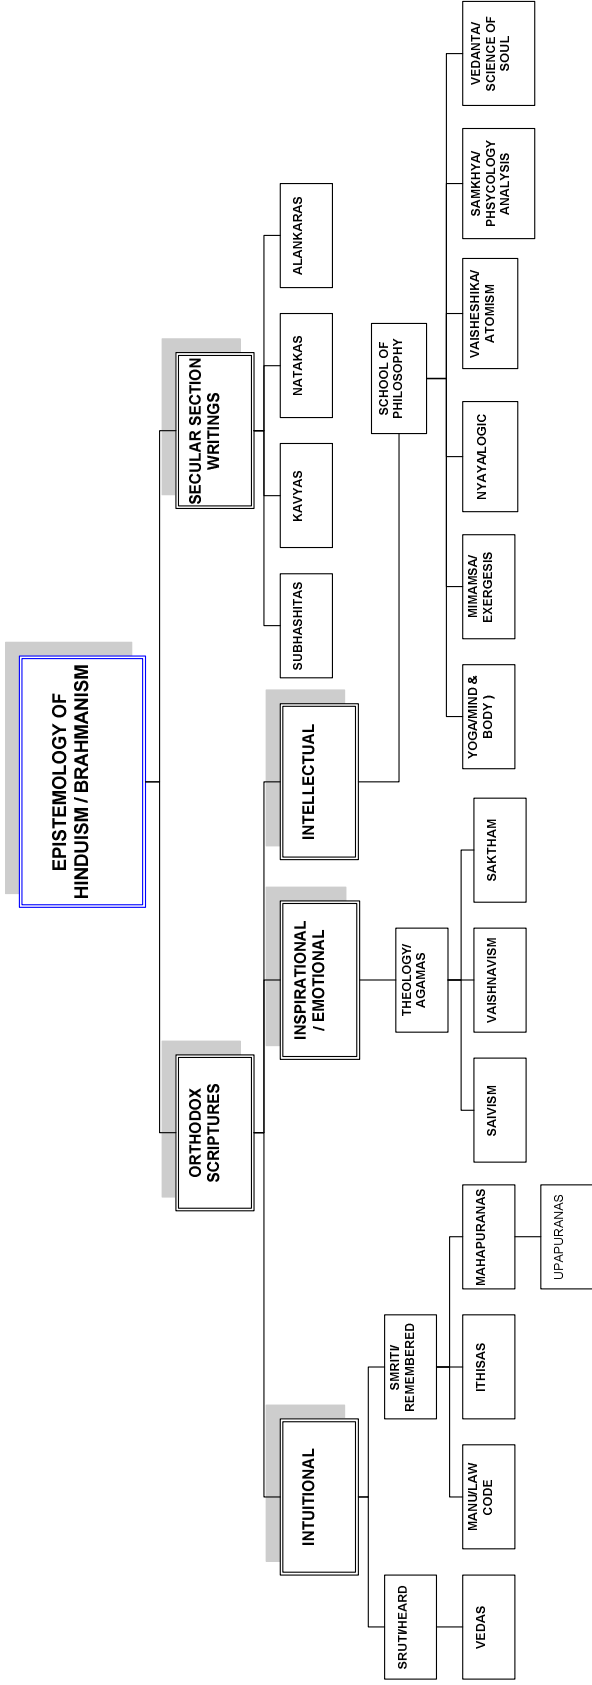 EPISTEMOLOGY OF
HINDUISM / BRAHMANISM
ORTHODOX
SCRIPTURES
SECULAR SECTION
WRITINGS
INTUITIONAL
INSPIRATIONAL
/ EMOTIONAL
INTELLECTUAL
SUBHASHITAS
KAVYAS
NATAKAS
ALANKARAS
SRUTI/HEARD
SMRITI/
REMEMBERED
THEOLOGY/
AGAMAS
SCHOOL OF
PHILOSOPHY
VEDAS
MANU/LAW
CODE
ITHISAS
MAHAPURANAS
SAIVISM
VAISHNAVISM
SAKTHAM
YOGA/MIND &
BODY )
MIMAMSA/
EXERGESIS
NYAYA/LOGIC
VAISHESHIKA/
ATOMISM
SAMKHYA/
PHSYCOLOGY
ANALYSIS
VEDANTA/
SCIENCE OF
SOUL
UPAPURANAS